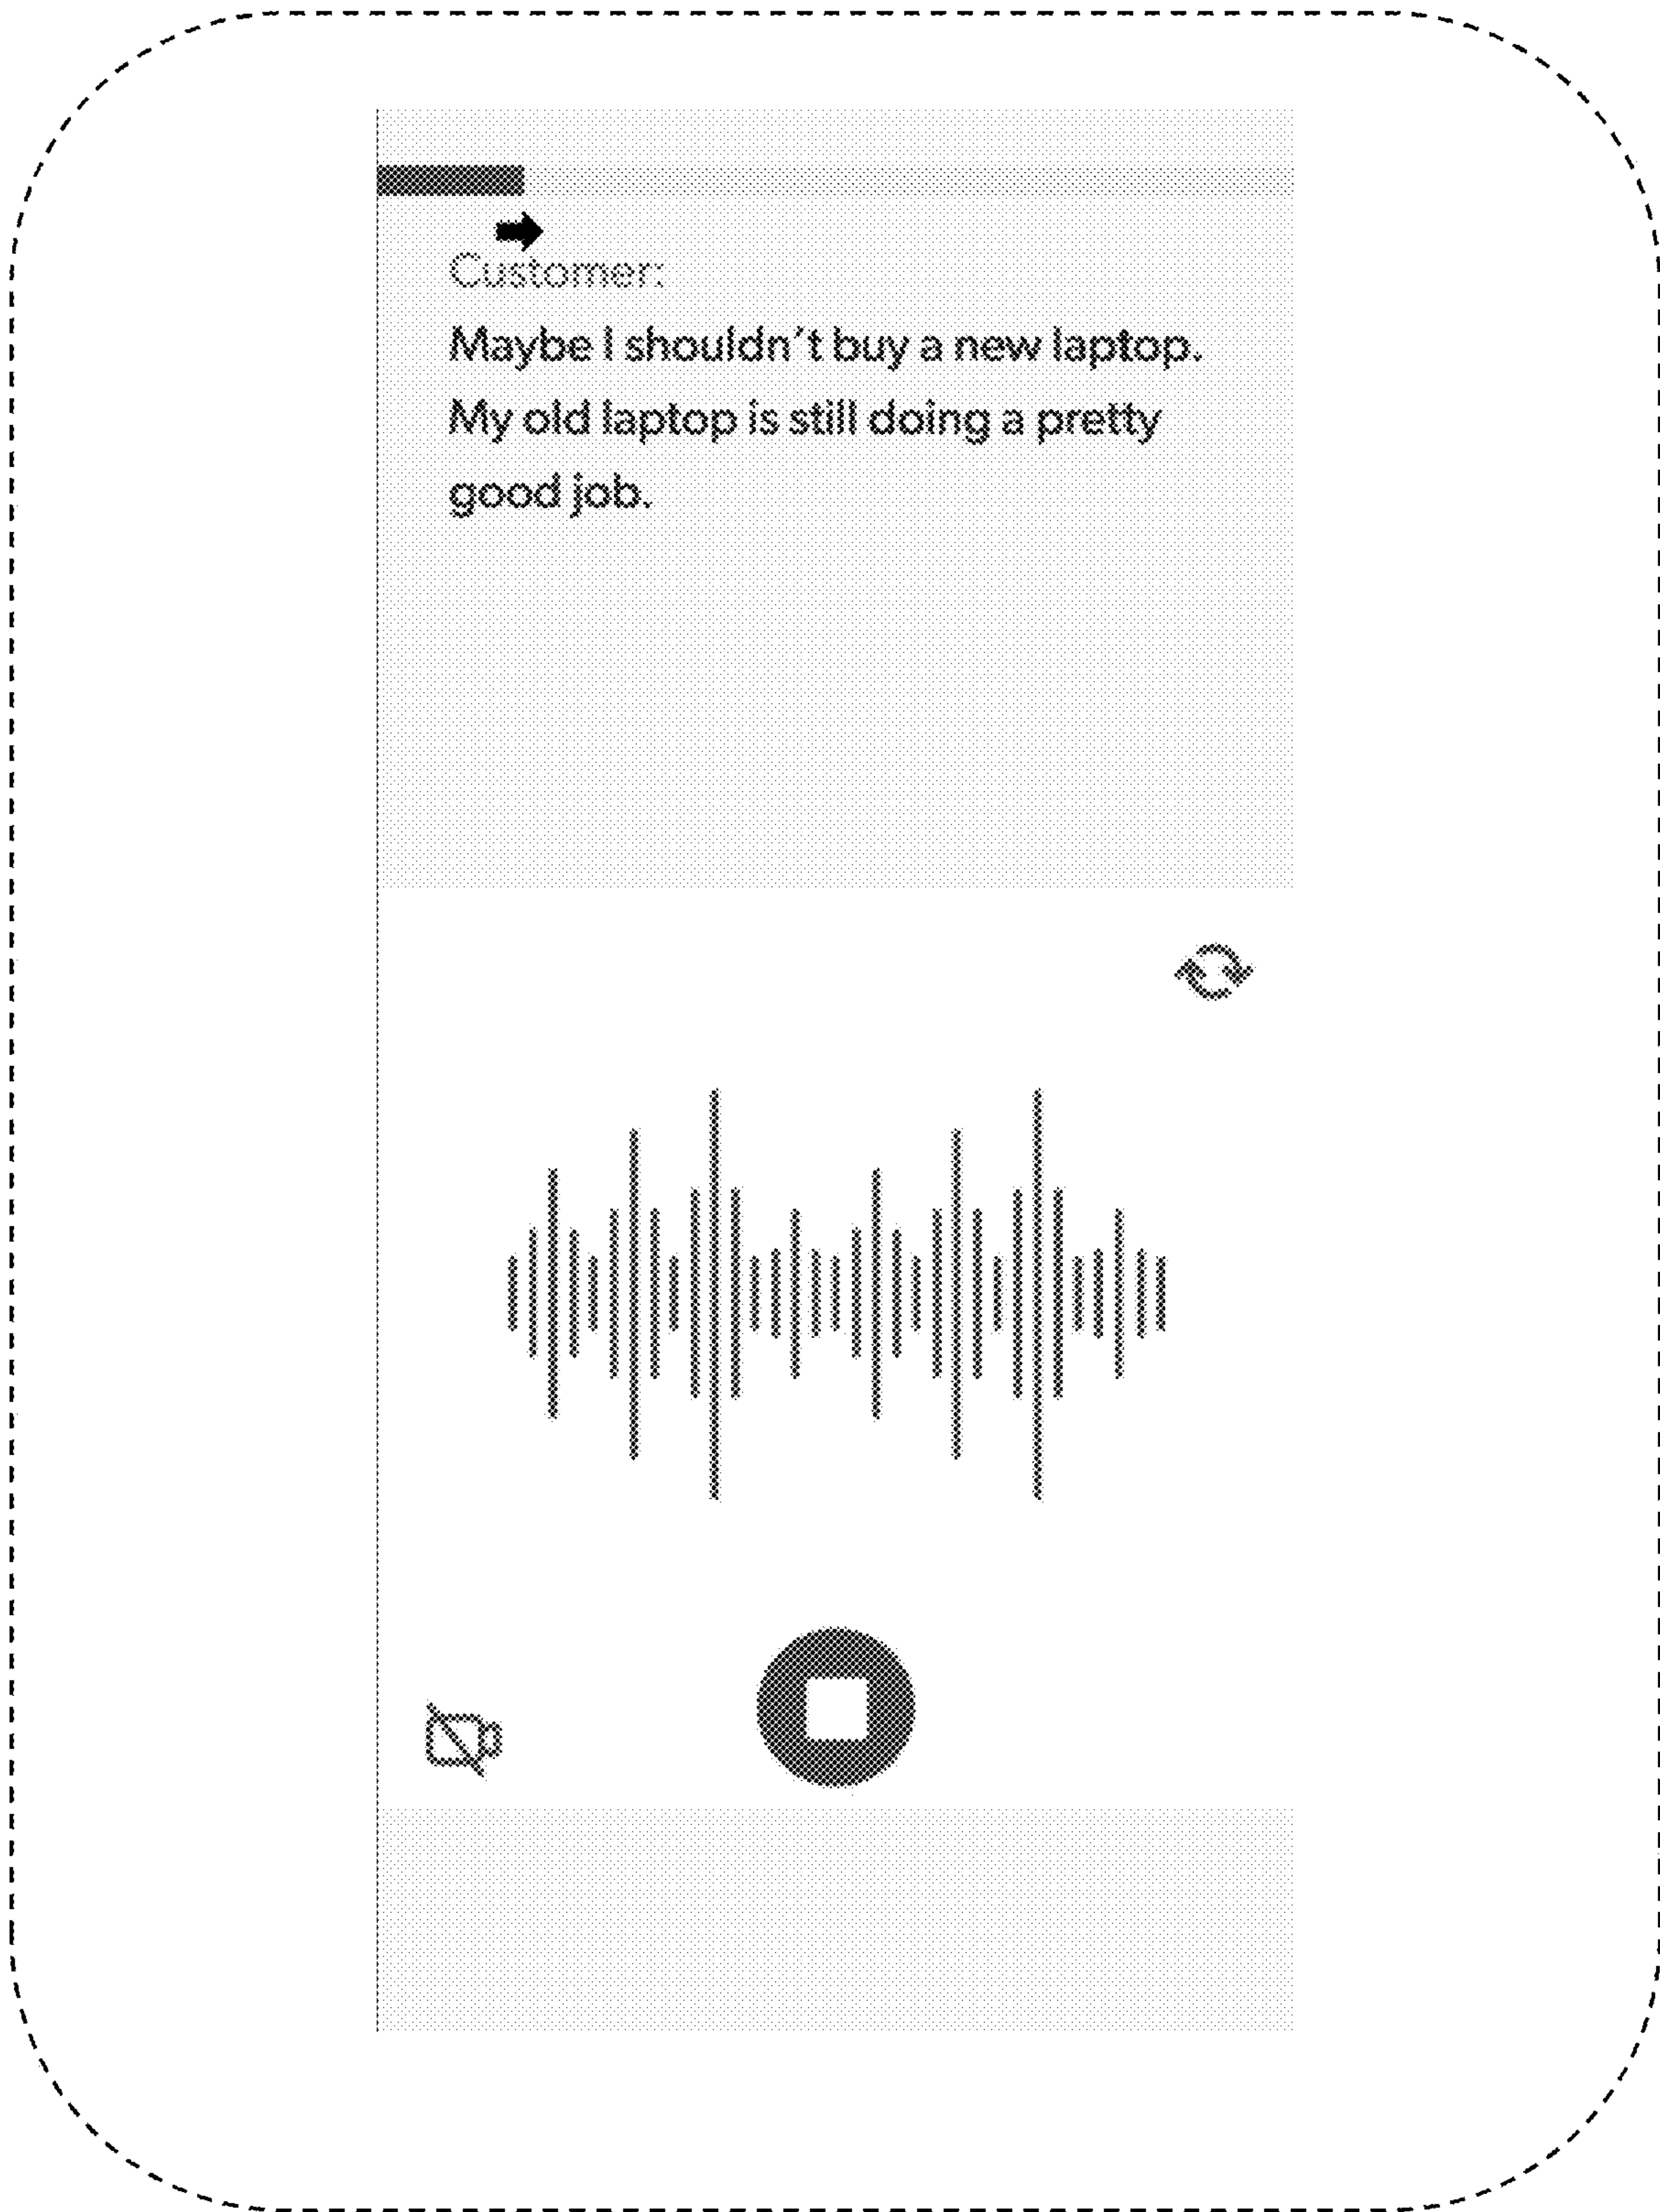 Customer:
Maybe I shouldn't buy a new laptop.
My old laptop is still doing a pretty
good job.